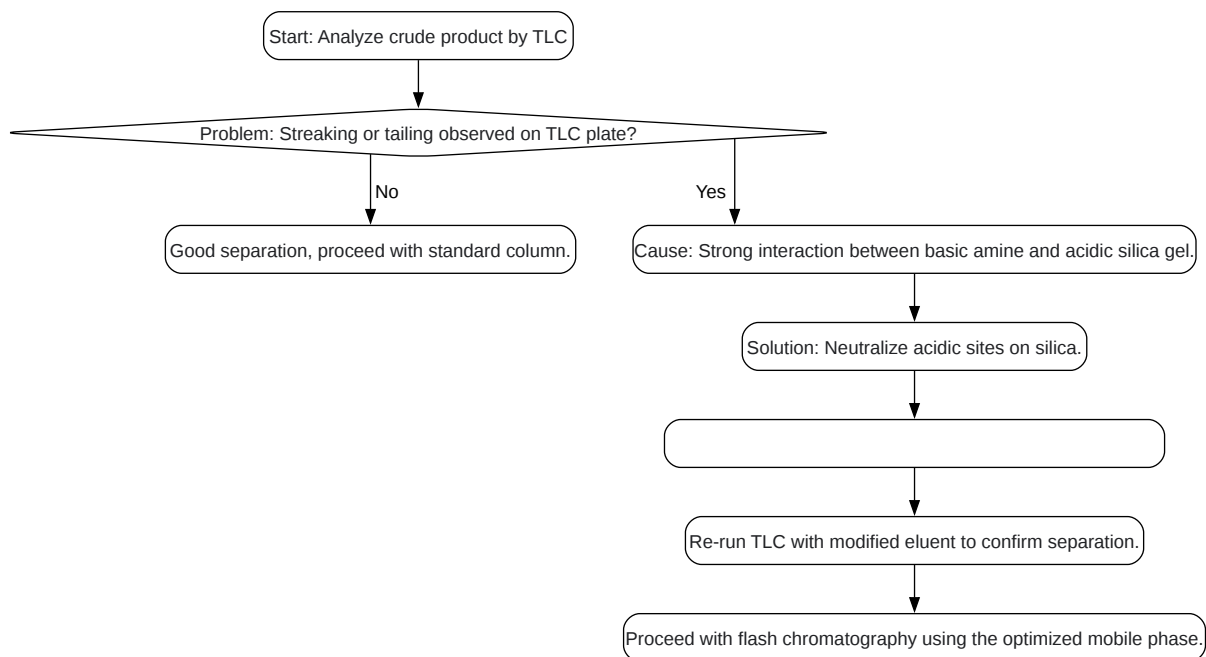 Start: Analyze crude product by TLC
Problem: Streaking or tailing observed on TLC plate?
No
Yes
Good separation, proceed with standard column.
Cause: Strong interaction between basic amine and acidic silica gel.
Solution: Neutralize acidic sites on silica.
Re-run TLC with modified eluent to confirm separation.
Proceed with flash chromatography using the optimized mobile phase.